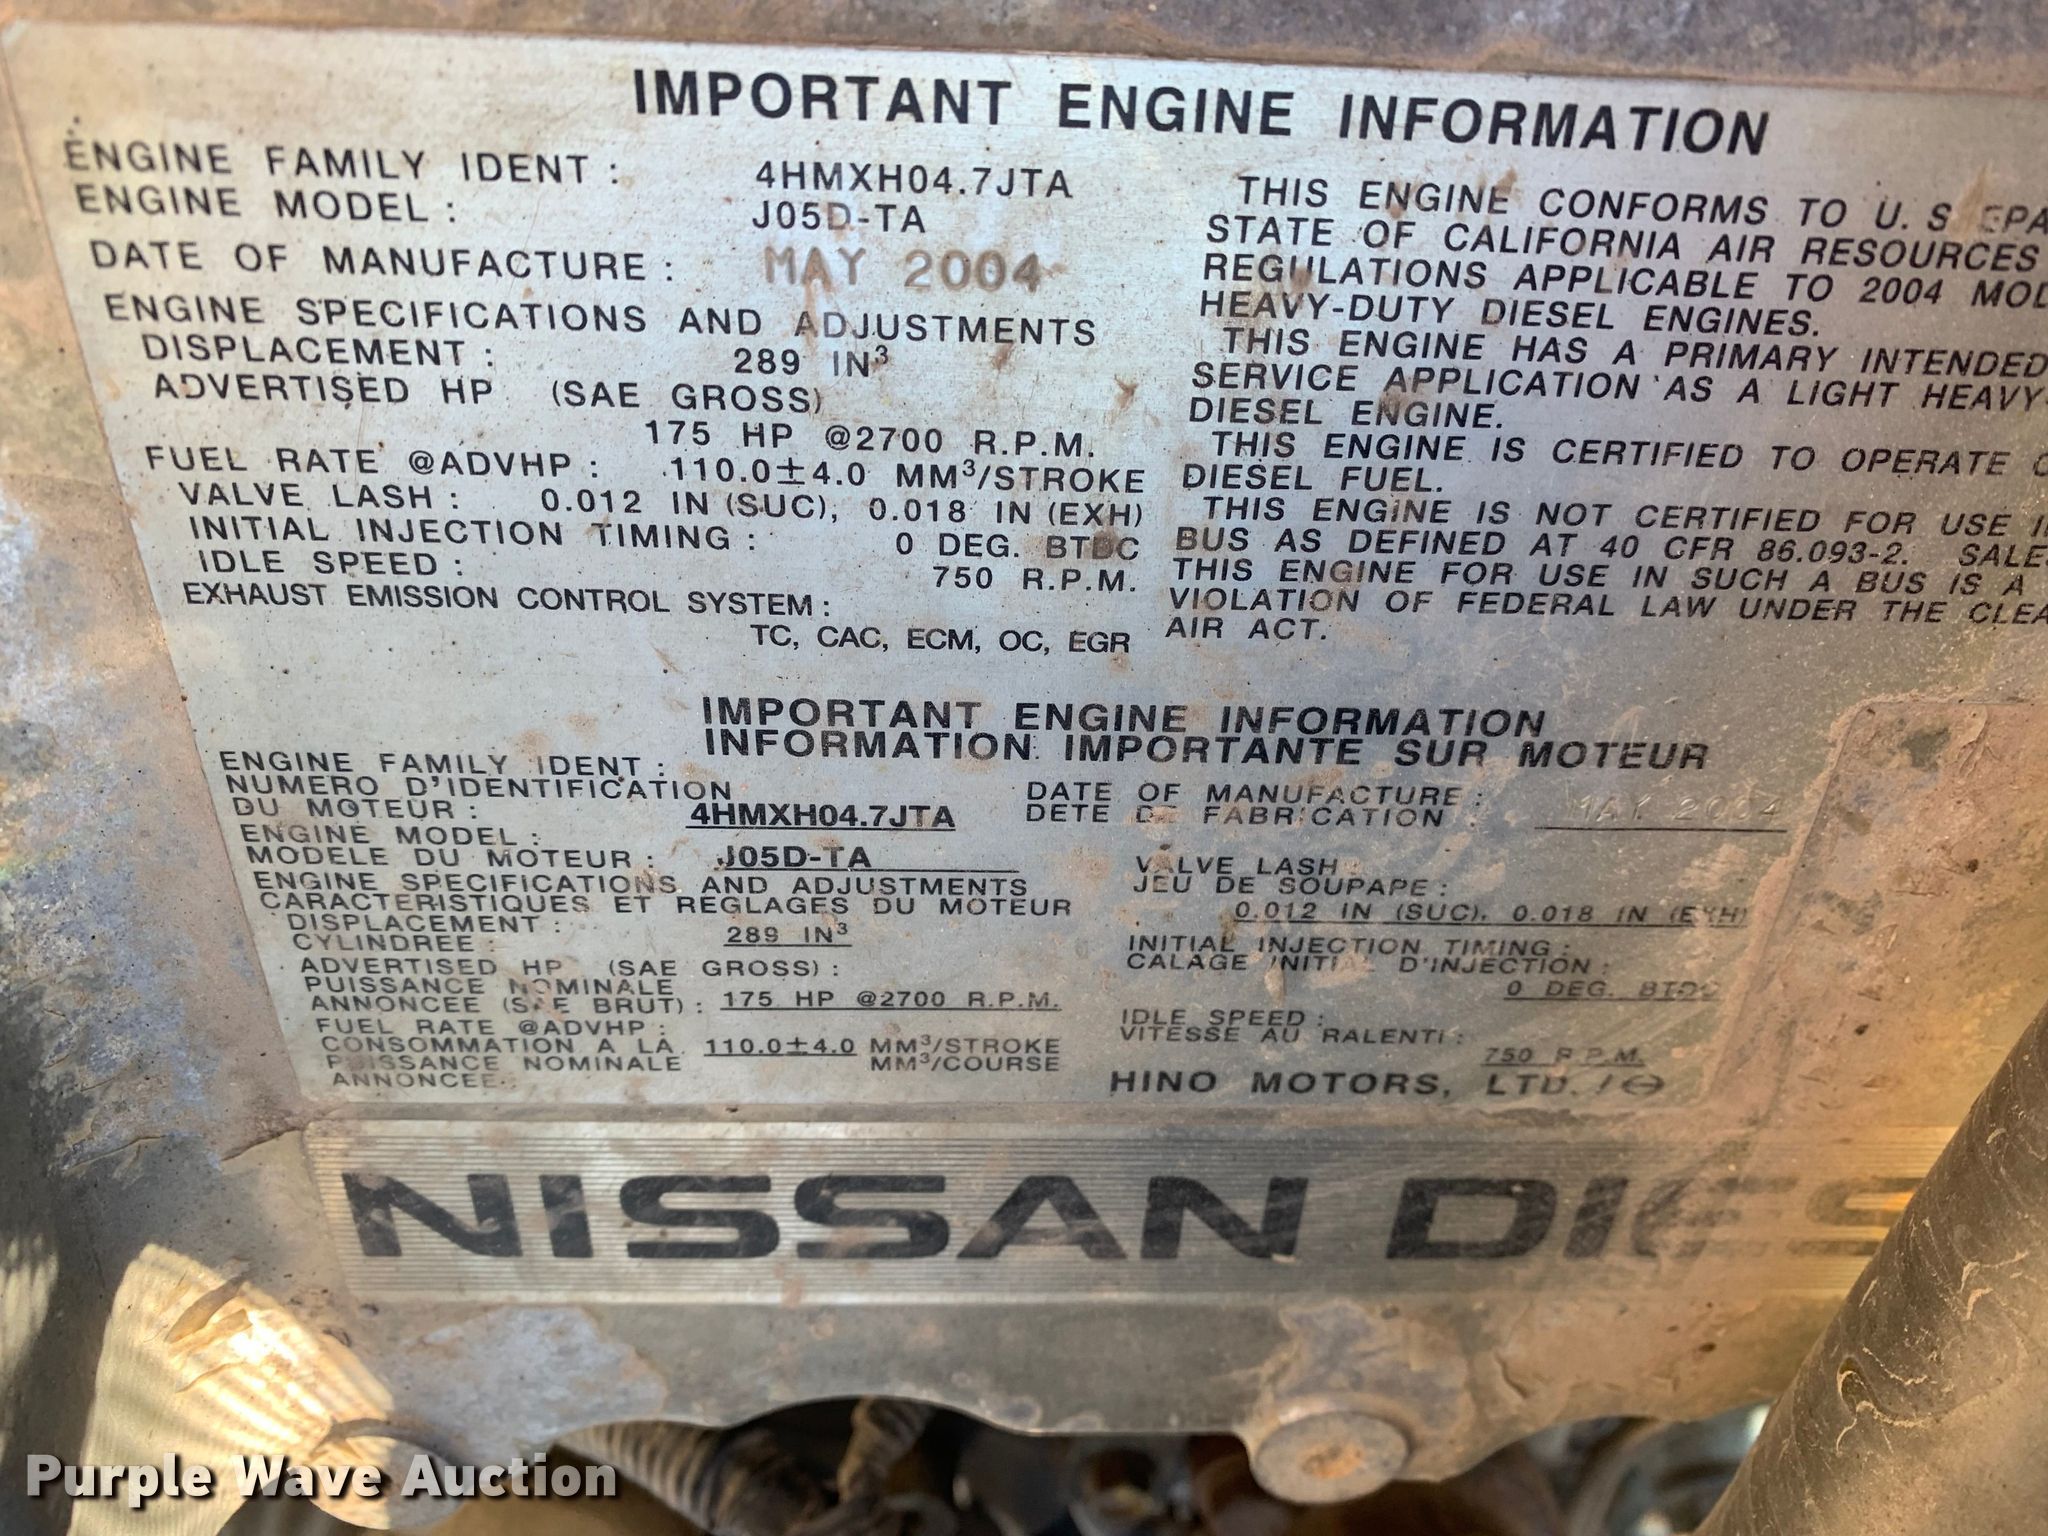 IMPORTANT ENGINE INFORMATION
ENGINE FAMILY IDENT : 4HMXH04.7JTA
ENGINE MODEL : J05D-TA
DATE OF MANUFACTURE : MAY 2004
ENGINE SPECIFICATIONS AND ADJUSTMENTS
DISPLACEMENT : 289 IN³
ADVERTISED HP (SAE GROSS)
175 HP @2700 R.P.M.
FUEL RATE @ADVHP : 110.0±4.0 MM³/STROKE
VALVE LASH : 0.012 IN (SUC), 0.018 IN (EXH)
INITIAL INJECTION TIMING : 0 DEG. BTDC
IDLE SPEED : 750 R.P.M.
EXHAUST EMISSION CONTROL SYSTEM :
TC, CAC, ECM, OC, EGR
THIS ENGINE CONFORMS TO U.S EPA
STATE OF CALIFORNIA AIR RESOURCES
REGULATIONS APPLICABLE TO 2004 MOD
HEAVY-DUTY DIESEL ENGINES.
THIS ENGINE HAS A PRIMARY INTENDED
SERVICE APPLICATION AS A LIGHT HEAVY-
DIESEL ENGINE.
THIS ENGINE IS CERTIFIED TO OPERATE
DIESEL FUEL.
THIS ENGINE IS NOT CERTIFIED FOR USE
BUS AS DEFINED AT 40 CFR 86.093-2. SALE
THIS ENGINE FOR USE IN SUCH A BUS IS A
VIOLATION OF FEDERAL LAW UNDER THE CLEA
AIR ACT.
IMPORTANT ENGINE INFORMATION
INFORMATION IMPORTANTE SUR MOTEUR
ENGINE FAMILY IDENT :
NUMERO D'IDENTIFICATION
DU MOTEUR : 4HMXH04.7JTA
ENGINE MODEL :
MODELE DU MOTEUR : J05D-TA
ENGINE SPECIFICATIONS AND ADJUSTMENTS
CARACTERISTIQUES ET REGLAGES DU MOTEUR
DISPLACEMENT :
CYLINDREE : 289 IN³
ADVERTISED HP (SAE GROSS) :
PUISSANCE NOMINALE
ANNONCEE (SAE BRUT) : 175 HP @2700 R.P.M.
FUEL RATE @ADVHP :
CONSOMMATION A LA 110.0±4.0 MM³/STROKE
PUISSANCE NOMINALE MM³/COURSE
ANNONCEE :
DATE OF MANUFACTURE :
DETE DE FABRICATION : MAY 2004
VALVE LASH :
JEU DE SOUPAPE :
0.012 IN (SUC), 0.018 IN (EXH)
INITIAL INJECTION TIMING :
CALAGE INITIAL D'INJECTION :
0 DEG. BTDC
IDLE SPEED :
VITESSE AU RALENTI :
750 R.P.M.
HINO MOTORS, LTD.
NISSAN DIES
Purple Wave Auction